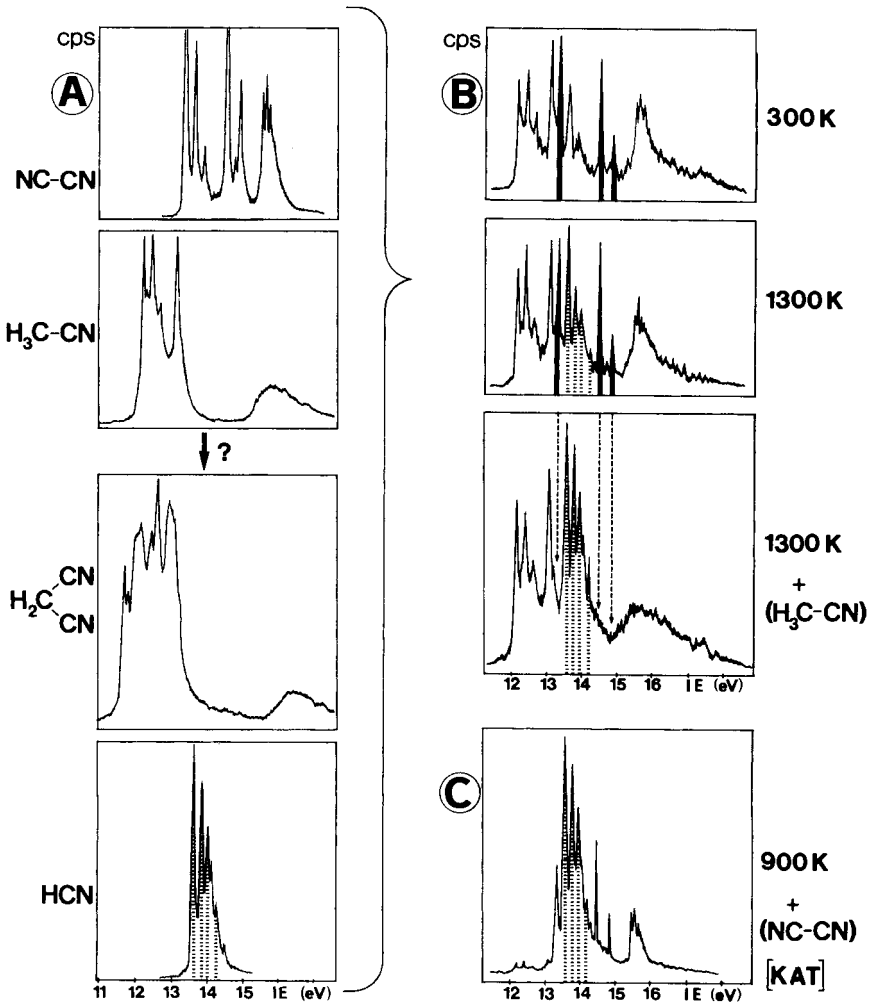 cps
A
NC-CN
H₃C-CN
?
H₂C
CN
CN
HCN
11 12 13 14 15 IE (eV)
cps
B
300 K
1300 K
1300 K
+
(H₃C-CN)
12 13 14 15 16 IE (eV)
C
900 K
+
(NC-CN)
[KAT]
12 13 14 15 16 IE (eV)